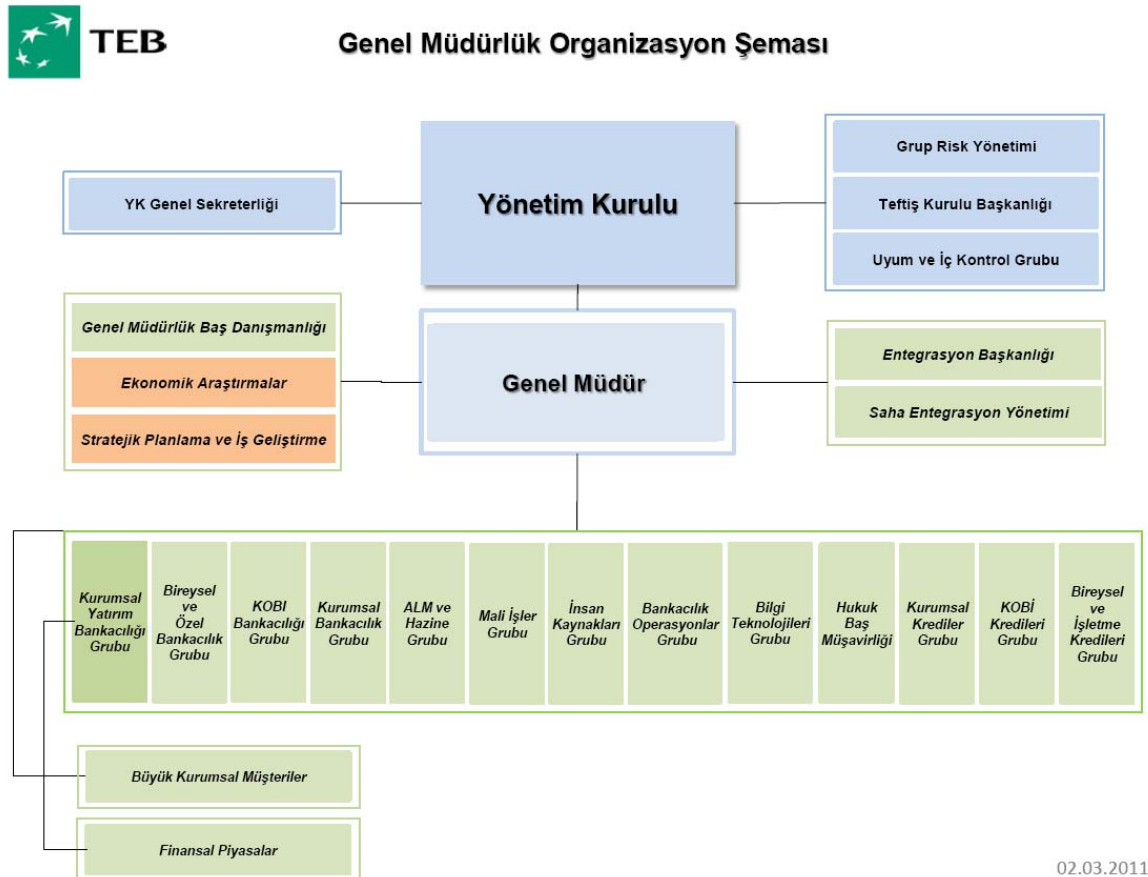 TEB
Genel Müdürlük Organizasyon Şeması
YK Genel Sekreterliği
Yönetim Kurulu
Grup Risk Yönetimi
Teftiş Kurulu Başkanlığı
Uyum ve İç Kontrol Grubu
Genel Müdürlük Baş Danışmanlığı
Ekonomik Araştırmalar
Stratejik Planlama ve İş Geliştirme
Genel Müdür
Entegrasyon Başkanlığı
Saha Entegrasyon Yönetimi
Kurumsal
Yatırım
Bankacılığı
Grubu
Bireysel
ve
Özel
Bankacılık
Grubu
KOBI
Bankacılığı
Grubu
Kurumsal
Bankacılık
Grubu
ALM ve
Hazine
Grubu
Mali İşler
Grubu
İnsan
Kaynakları
Grubu
Bankacılık
Operasyonlar
Grubu
Bilgi
Teknolojileri
Grubu
Hukuk
Baş
Müşavirliği
Kurumsal
Krediler
Grubu
KOBİ
Kredileri
Grubu
Bireysel
ve
İşletme
Kredileri
Grubu
Büyük Kurumsal Müşteriler
Finansal Piyasalar
02.03.2011